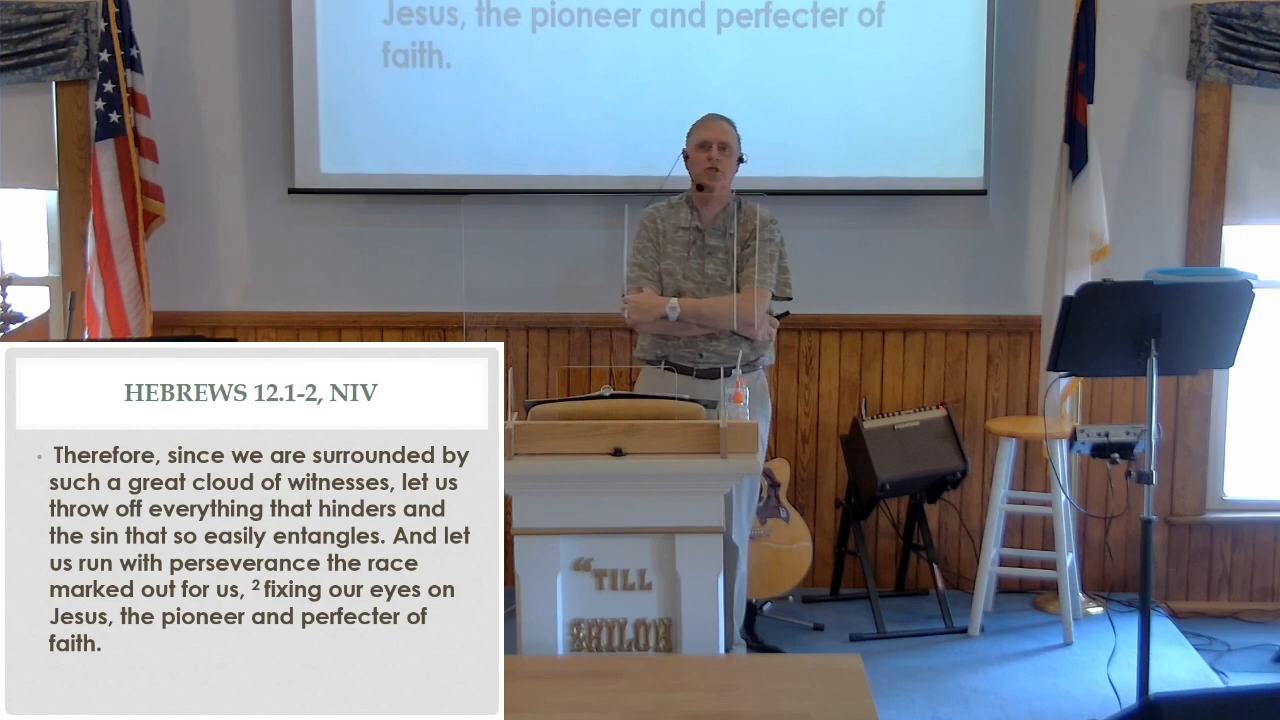 Jesus, the pioneer and perfecter of
faith.
HEBREWS 12.1-2, NIV
• Therefore, since we are surrounded by
such a great cloud of witnesses, let us
throw off everything that hinders and
the sin that so easily entangles. And let
us run with perseverance the race
marked out for us, ² fixing our eyes on
Jesus, the pioneer and perfecter of
faith.
“TILL
SHILOH